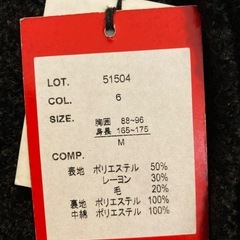 LOT. 51504
COL. 6
SIZE. 胸囲 88~96
身長 165~175
M
COMP.
表地 ポリエステル 50%
レーヨン 30%
毛 20%
裏地 ポリエステル 100%
中綿 ポリエステル 100%